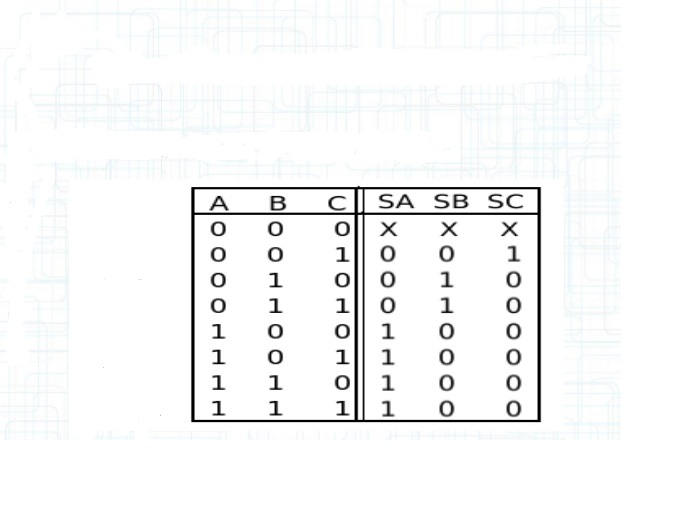 A B C SA SB SC
0 0 0 X X X
0 0 1 0 0 1
0 1 0 0 1 0
0 1 1 0 1 0
1 0 0 1 0 0
1 0 1 1 0 0
1 1 0 1 0 0
1 1 1 1 0 0